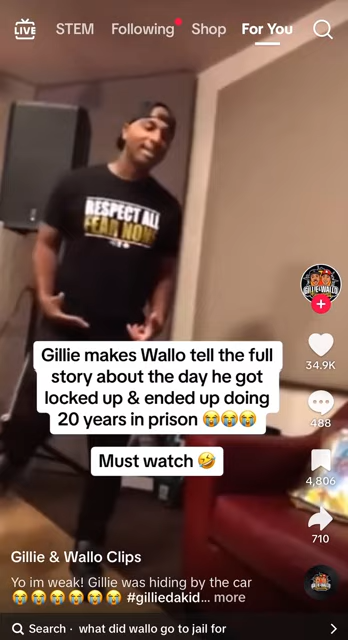 LIVE
STEM
Following
Shop
For You
RESPECT ALL
FEAR NONE
GILLIE & WALLO
34.9K
488
4,806
710
Gillie makes Wallo tell the full
story about the day he got
locked up & ended up doing
20 years in prison 😭😭😭
Must watch 🤣
Gillie & Wallo Clips
Yo im weak! Gillie was hiding by the car
😭😭😭😭😭😭 #gilliedakid... more
Search · what did wallo go to jail for